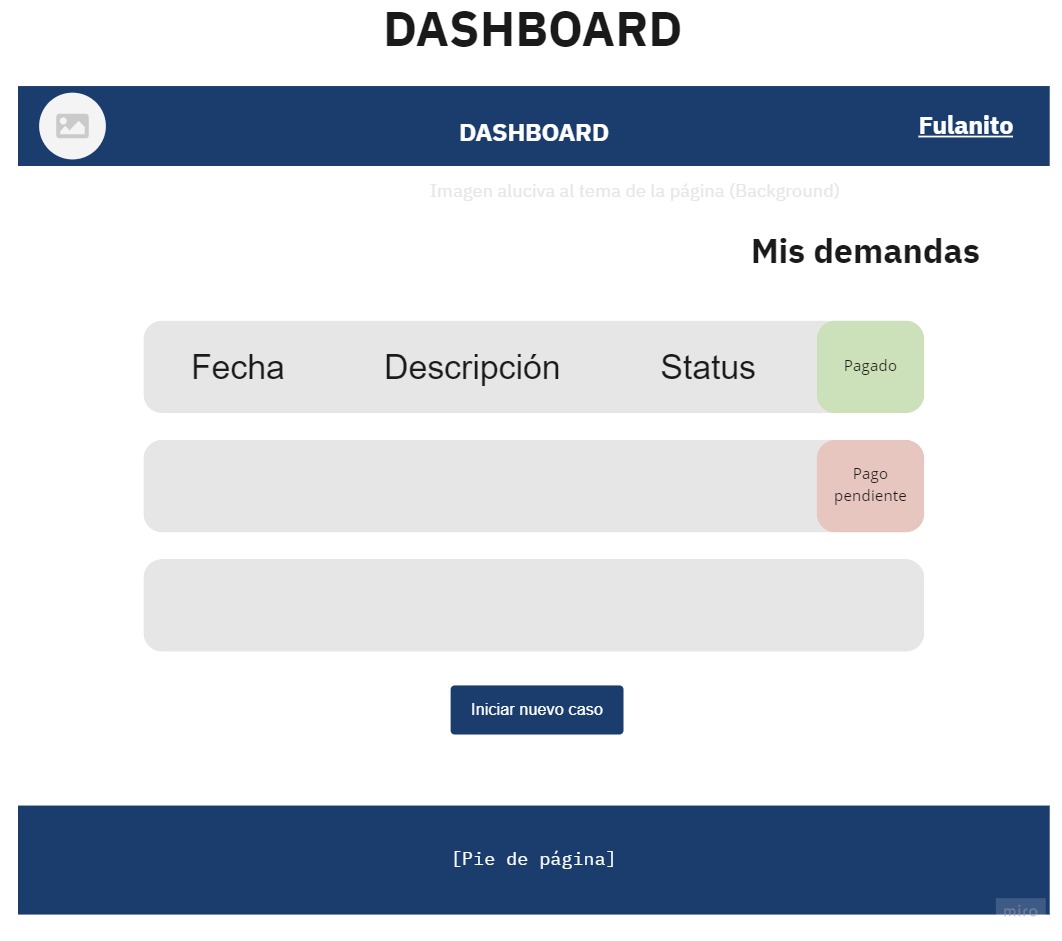 DASHBOARD
DASHBOARD
Fulanito
Imagen aluciva al tema de la página (Background)
Mis demandas
Fecha
Descripción
Status
Pagado
Pago
pendiente
Iniciar nuevo caso
[Pie de página]
miro